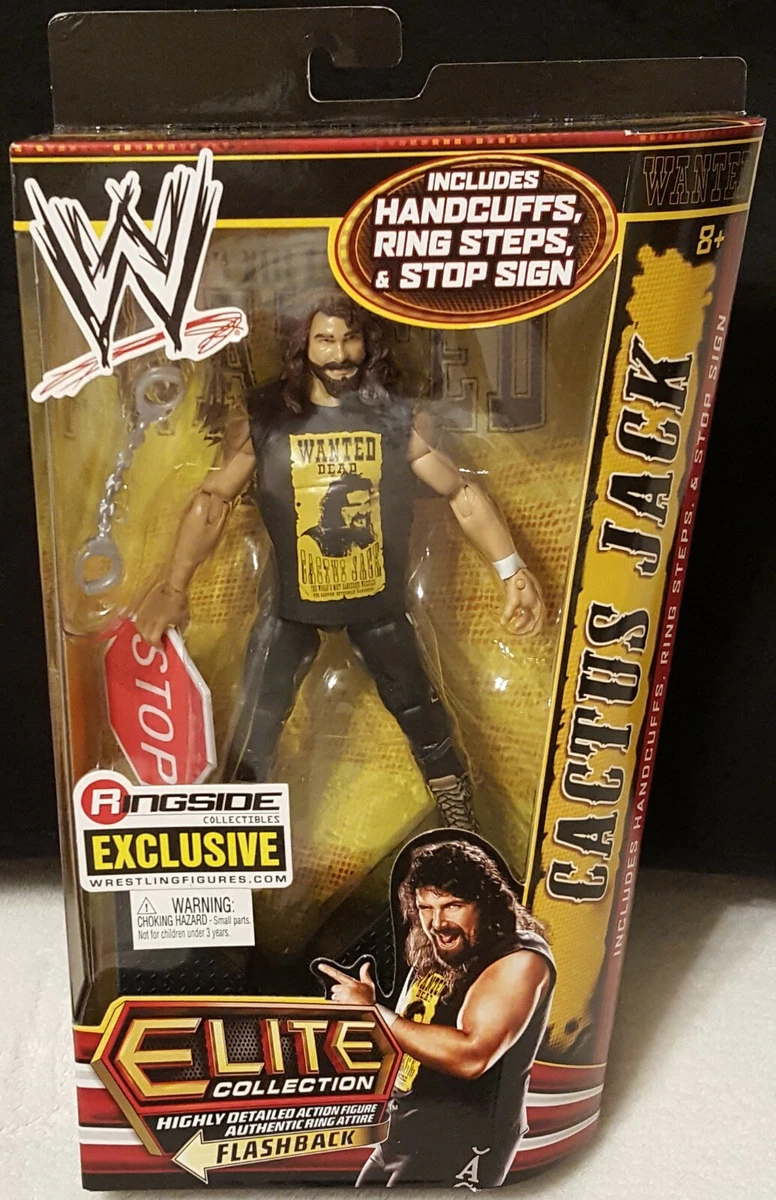 W
INCLUDES
HANDCUFFS,
RING STEPS,
& STOP SIGN
WANTED
8+
CACTUS JACK
INCLUDES HANDCUFFS, RING STEPS, & STOP SIGN
WANTED
DEAD
CACTUS JACK
STOP
RINGSIDE
COLLECTIBLES
EXCLUSIVE
WRESTLINGFIGURES.COM
WARNING:
CHOKING HAZARD - Small parts.
Not for children under 3 years.
WANTED
DEAD
ELITE
COLLECTION
HIGHLY DETAILED ACTION FIGURE
AUTHENTIC RING ATTIRE
FLASHBACK